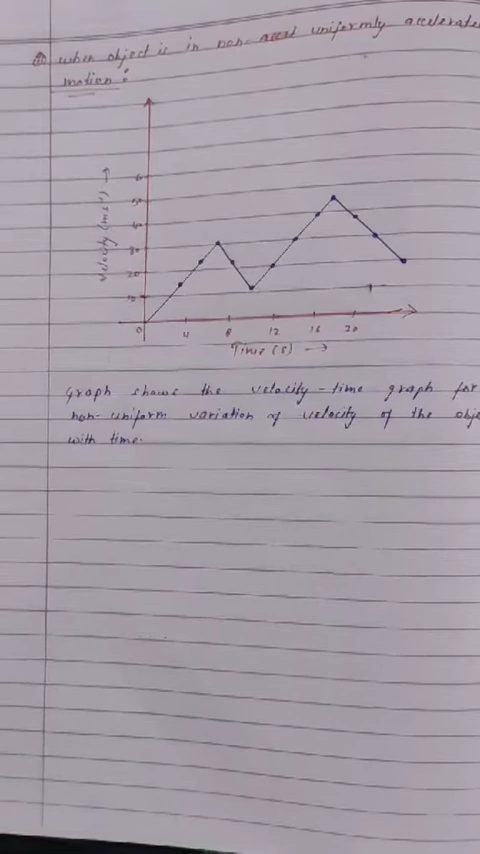 when object is in non-accel uniformly accelerated
motion :
Velocity (ms⁻¹) →
60
50
40
30
20
10
0 4 8 12 16 20
Time (s) →
Graph shows the velocity-time graph for
non-uniform variation of velocity of the obje
with time.